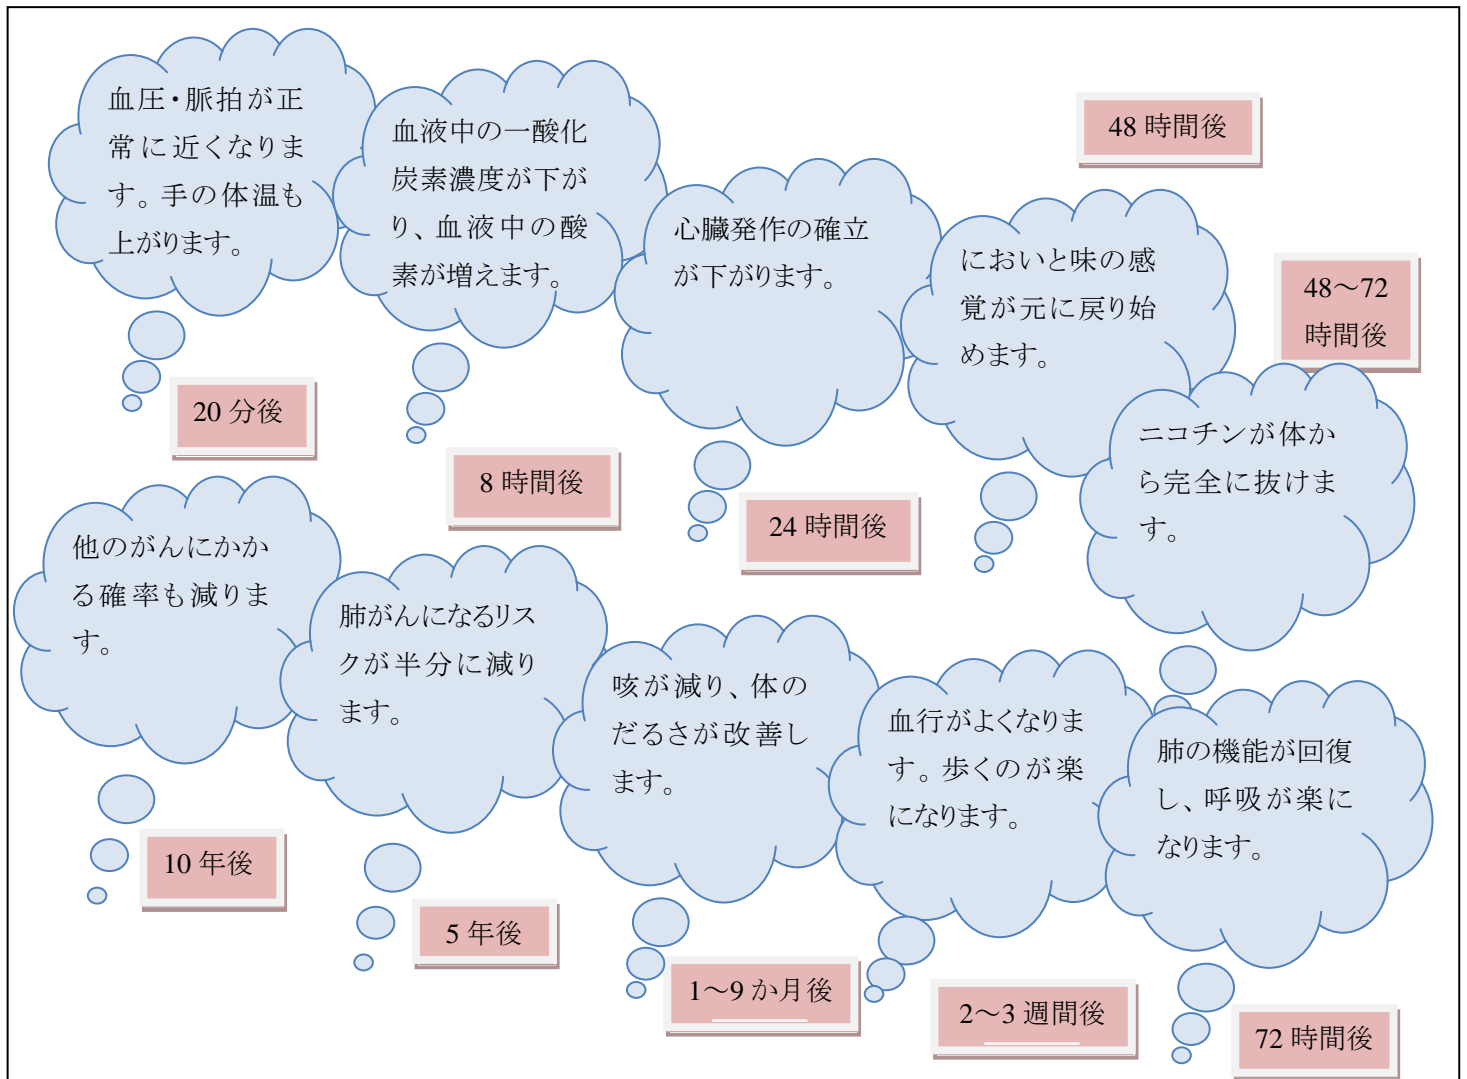 血圧・脈拍が正
常に近くなりま
す。手の体温も
上がります。
20 分後
血液中の一酸化
炭素濃度が下が
り、血液中の酸
素が増えます。
8 時間後
心臓発作の確立
が下がります。
24 時間後
においと味の感
覚が元に戻り始
めます。
48 時間後
ニコチンが体か
ら完全に抜けま
す。
48～72
時間後
肺の機能が回復
し、呼吸が楽に
なります。
72 時間後
血行がよくなりま
す。歩くのが楽
になります。
2～3 週間後
咳が減り、体の
だるさが改善し
ます。
1～9 か月後
肺がんになるリス
クが半分に減り
ます。
5 年後
他のがんにかか
る確率も減りま
す。
10 年後